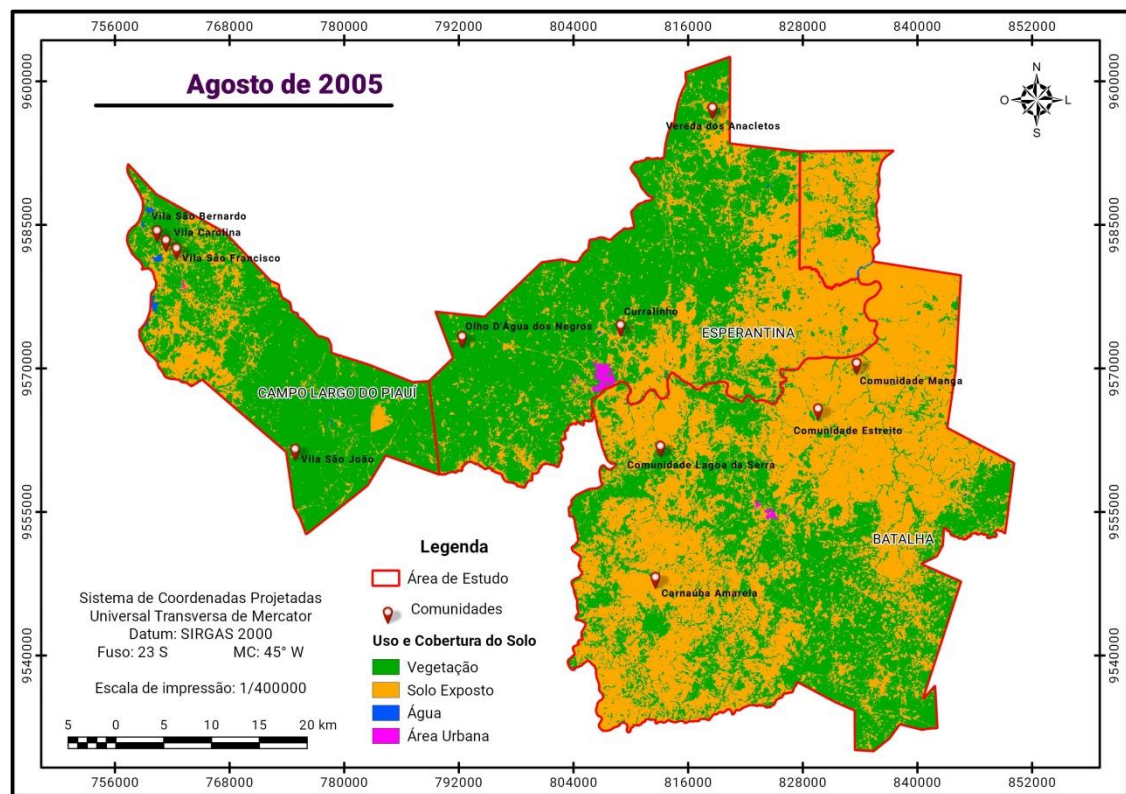 756000 768000 780000 792000 804000 816000 828000 840000 852000
Agosto de 2005
9600000
9600000
N
O
L
S
Vereda dos Anacletos
9585000
9585000
Vila São Bernardo
Vila Carolina
Vila São Francisco
Curralinho
Olho D'Água dos Negros
ESPERANTINA
9570000
9570000
Comunidade Manga
CAMPO LARGO DO PIAUÍ
Comunidade Estreito
Vila São João
Comunidade Lagoa da Serra
9555000
9555000
BATALHA
Carnaúba Amarela
9540000
9540000
Legenda
Área de Estudo
Comunidades
Uso e Cobertura do Solo
Vegetação
Solo Exposto
Água
Área Urbana
Sistema de Coordenadas Projetadas
Universal Transversa de Mercator
Datum: SIRGAS 2000
Fuso: 23 S MC: 45° W
Escala de impressão: 1/400000
5 0 5 10 15 20 km
756000 768000 780000 792000 804000 816000 828000 840000 852000